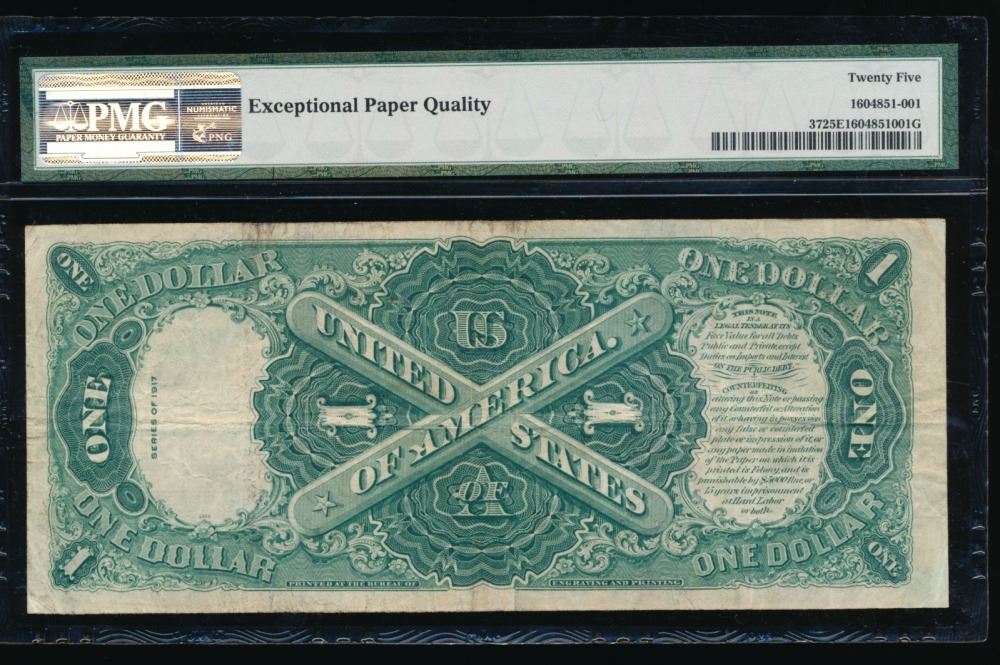 PMG
PAPER MONEY GUARANTY
NUMISMATIC
PNG
Exceptional Paper Quality
Twenty Five
1604851-001
3725E1604851001G
ONE
ONE DOLLAR
US
ONE DOLLAR
1
UNITED
STATES
OF AMERICA.
ONE
SERIES OF 1917
1
1
THIS NOTE
IS A
LEGAL TENDER AT ITS
Face Value for all Debts
Public and Private, except
Duties on Imports and Interest
ON THE PUBLIC DEBT.
COUNTERFEITING
or
altering this Note or passing
any Counterfeit or Alteration
of it, or having in possession
any false or counterfeit
plate or impression of it, or
any paper made in imitation
of the Paper on which it is
printed is Felony, and is
punishable by $5000 fine, or
15 years imprisonment
at Hard Labor
or both.
ONE
OF
A
1
ONE DOLLAR
ONE DOLLAR
ONE
PRINTED AT THE BUREAU OF
ENGRAVING AND PRINTING